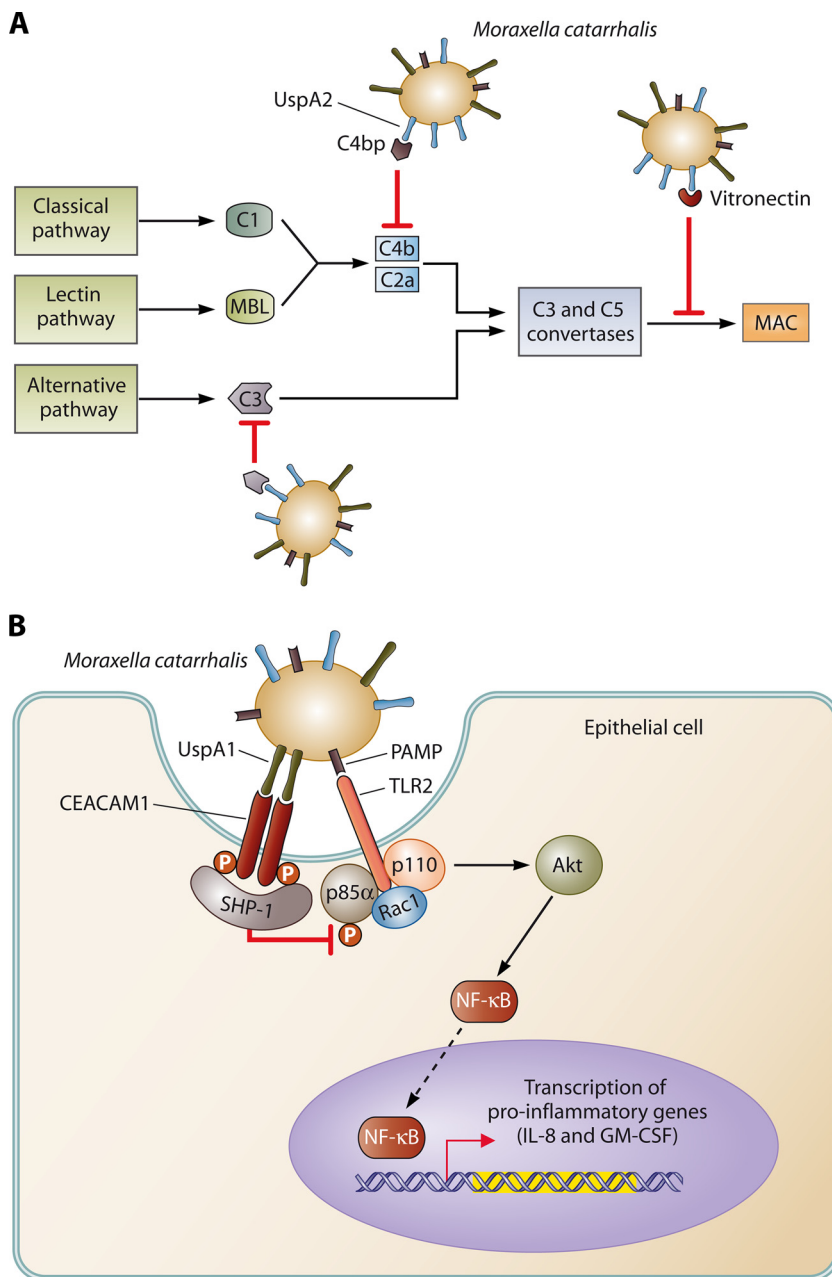 A
Moraxella catarrhalis
UspA2
C4bp
Vitronectin
Classical
pathway
C1
C4b
C2a
Lectin
pathway
MBL
C3 and C5
convertases
MAC
Alternative
pathway
C3
B
Moraxella catarrhalis
Epithelial cell
UspA1
PAMP
TLR2
CEACAM1
P
P
SHP-1
p85α
p110
Rac1
P
Akt
NF-κB
Transcription of
pro-inflammatory genes
(IL-8 and GM-CSF)
NF-κB